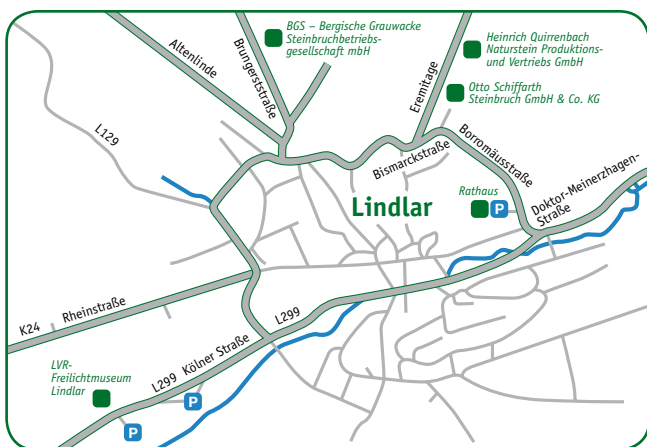 BGS – Bergische Grauwacke
Steinbruchbetriebs-
gesellschaft mbH
Heinrich Quirrenbach
Naturstein Produktions-
und Vertriebs GmbH
Otto Schiffarth
Steinbruch GmbH & Co. KG
Altenlinde
Brungerststraße
Eremitage
L129
Bismarckstraße
Borromäusstraße
Rathaus
P
Doktor-Meinerzhagen-
Straße
Lindlar
K24
Rheinstraße
L299
L299 Kölner Straße
LVR-
Freilichtmuseum
Lindlar
P
P